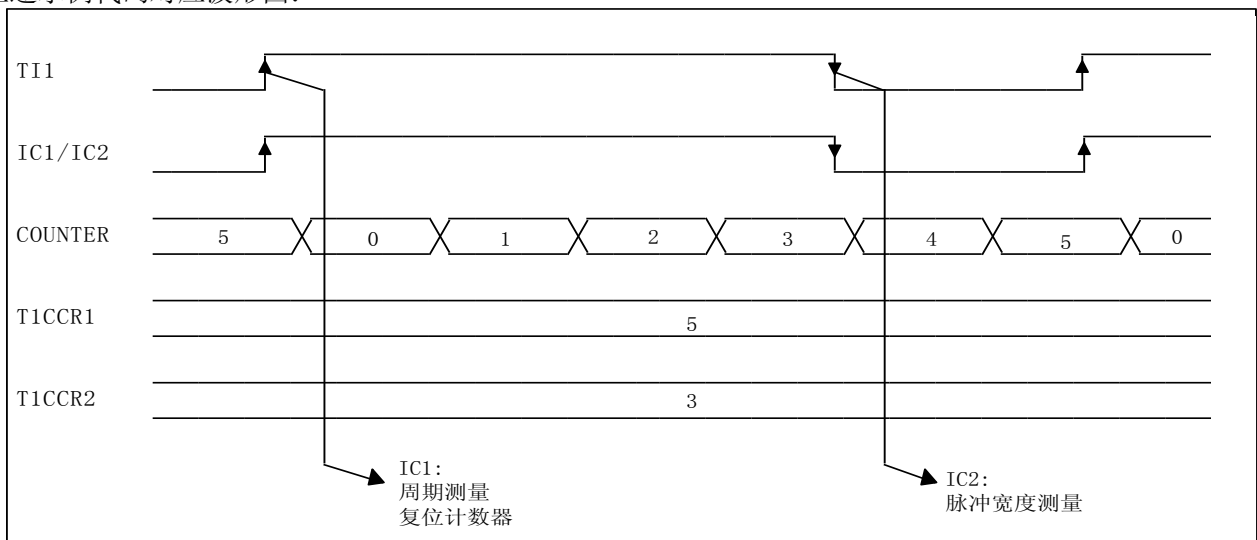 TI1
IC1/IC2
COUNTER 5 0 1 2 3 4 5 0
T1CCR1 5
T1CCR2 3
IC1:
周期测量
复位计数器
IC2:
脉冲宽度测量